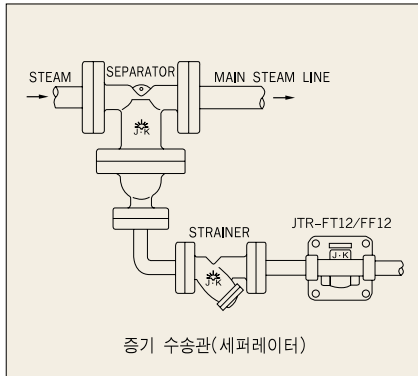 SEPARATOR
STEAM
MAIN STEAM LINE
J·K
STRAINER
JTR-FT12/FF12
J·K
J·K
증기 수송관(세퍼레이터)